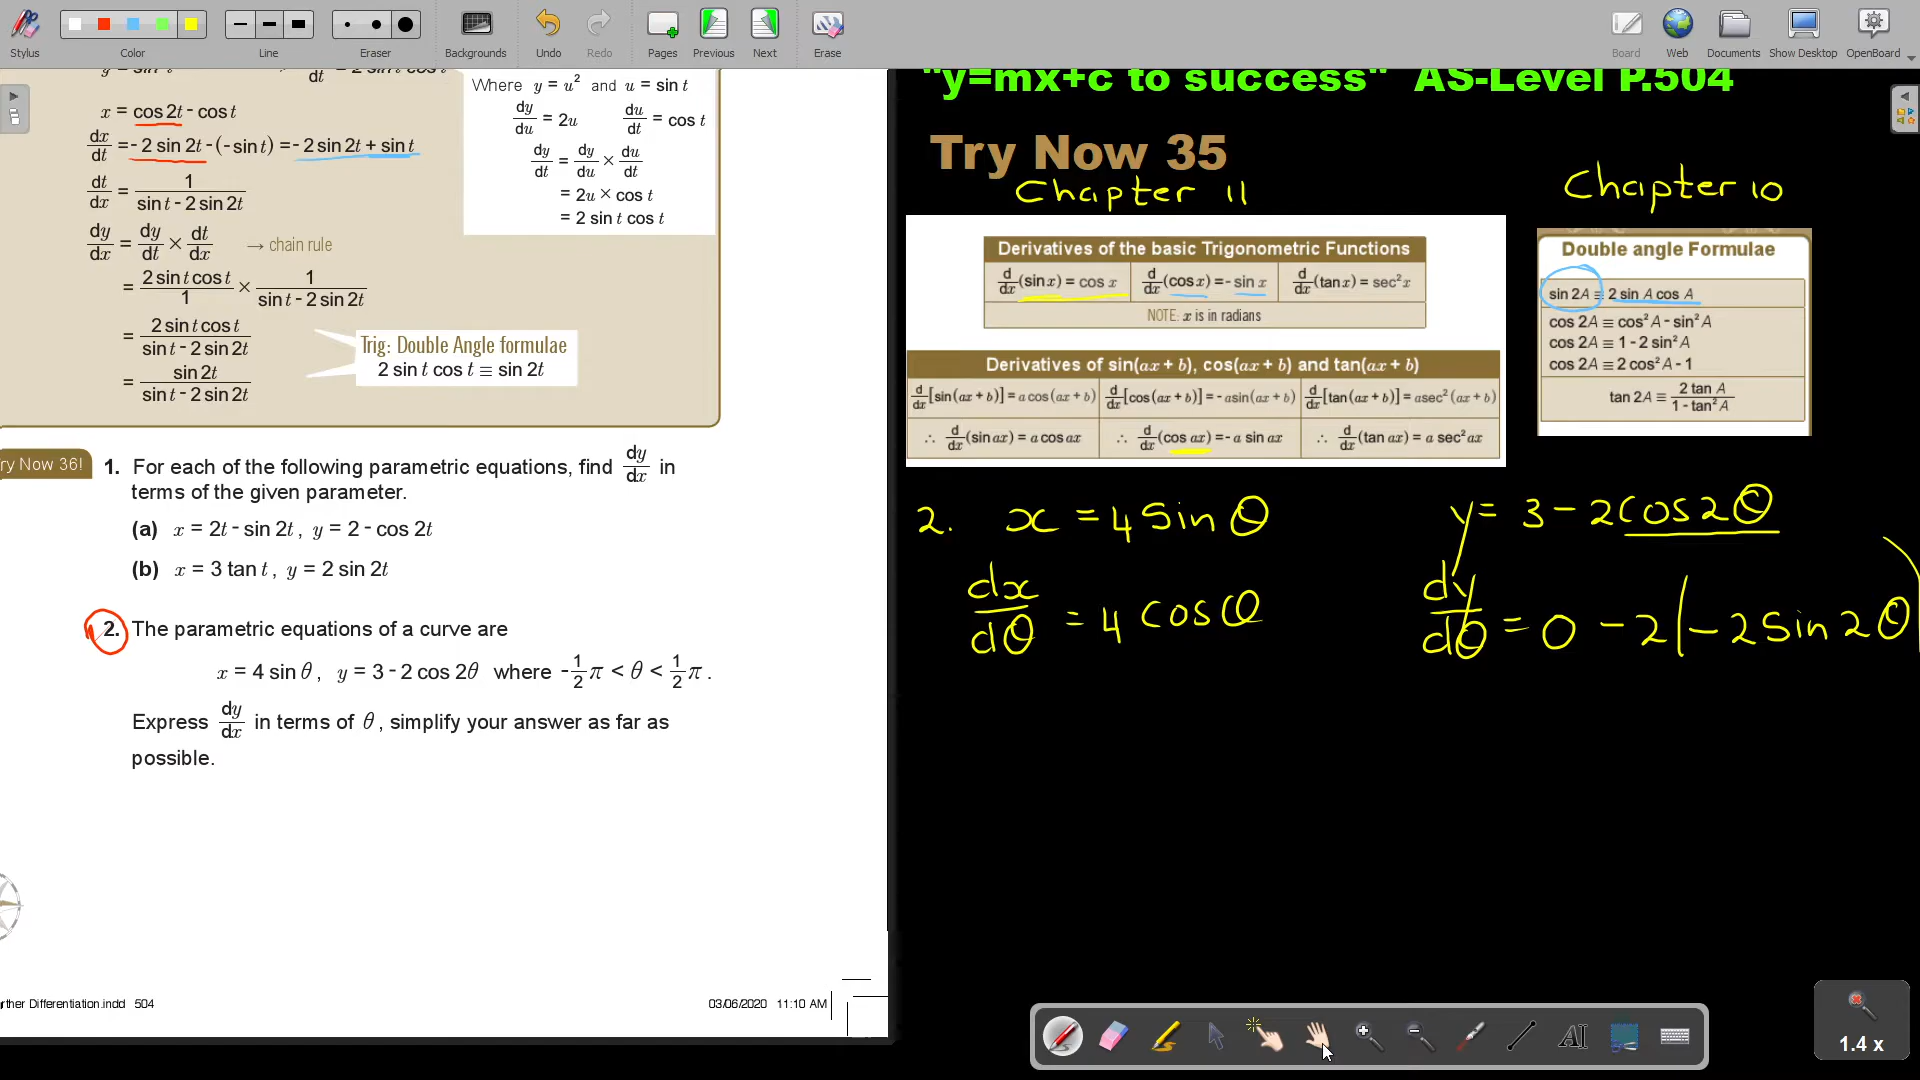 Stylus
Color
Line
Eraser
Backgrounds
Undo
Redo
Pages
Previous
Next
Erase
Board
Web
Documents
Show Desktop
OpenBoard
dt
x = cos 2t - cos t
dx/dt = - 2 sin 2t - (- sin t) = - 2 sin 2t + sin t
dt/dx = 1/(sin t - 2 sin 2t)
dy/dx = dy/dt × dt/dx → chain rule
= 2 sin t cos t/1 × 1/(sin t - 2 sin 2t)
= 2 sin t cos t/(sin t - 2 sin 2t)
= sin 2t/(sin t - 2 sin 2t)
Where y = u² and u = sin t
dy/du = 2u du/dt = cos t
dy/dt = dy/du × du/dt
= 2u × cos t
= 2 sin t cos t
Trig: Double Angle formulae
2 sin t cos t ≡ sin 2t
ry Now 36!
1. For each of the following parametric equations, find dy/dx in
terms of the given parameter.
(a) x = 2t - sin 2t, y = 2 - cos 2t
(b) x = 3 tan t, y = 2 sin 2t
2. The parametric equations of a curve are
x = 4 sin θ, y = 3 - 2 cos 2θ where -1/2 π < θ < 1/2 π.
Express dy/dx in terms of θ, simplify your answer as far as
possible.
rther Differentiation.indd 504
03/06/2020 11:10 AM
"y=mx+c to success" AS-Level P.504
Try Now 35
Chapter 11
Chapter 10
Derivatives of the basic Trigonometric Functions
d/dx (sin x) = cos x d/dx (cos x) = - sin x d/dx (tan x) = sec² x
NOTE: x is in radians
Derivatives of sin(ax + b), cos(ax + b) and tan(ax + b)
d/dx [sin(ax + b)] = a cos(ax + b) d/dx [cos(ax + b)] = - asin(ax + b) d/dx [tan(ax + b)] = asec² (ax + b)
∴ d/dx (sin ax) = a cos ax ∴ d/dx (cos ax) = - a sin ax ∴ d/dx (tan ax) = a sec² ax
Double angle Formulae
sin 2A ≡ 2 sin A cos A
cos 2A ≡ cos² A - sin² A
cos 2A ≡ 1 - 2 sin² A
cos 2A ≡ 2 cos² A - 1
tan 2A ≡ 2 tan A/(1 - tan² A)
2. x = 4 sin θ
y = 3 - 2 cos 2θ
dx/dθ = 4 cos θ
dy/dθ = 0 - 2(-2 sin 2θ)
AI
1.4 x